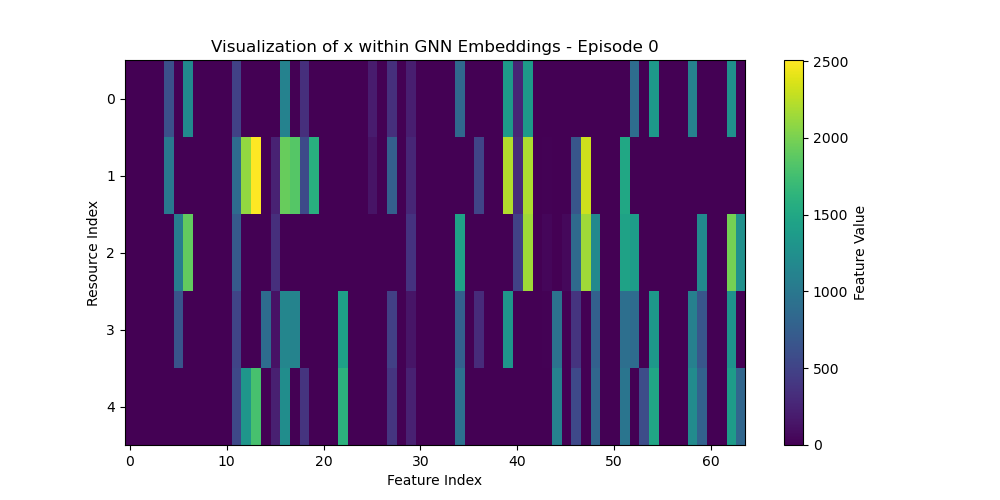 Visualization of x within GNN Embeddings - Episode 0
Resource Index
0
1
2
3
4
0 10 20 30 40 50 60
Feature Index
2500
2000
1500
1000
500
0
Feature Value